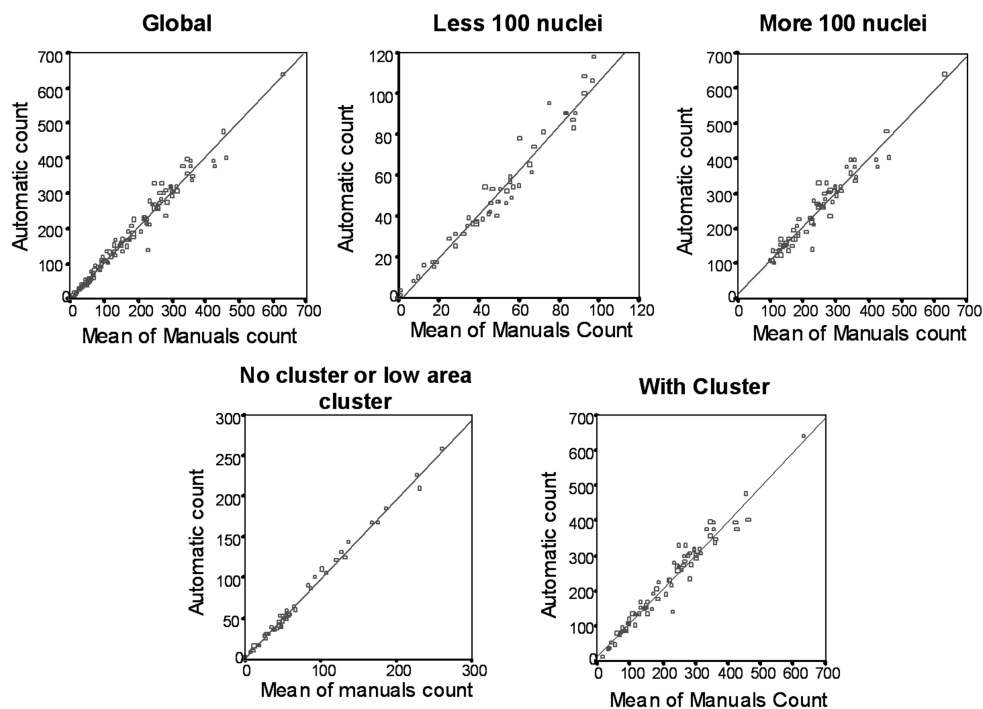 Global
Less 100 nuclei
More 100 nuclei
Automatic count
700
600
500
400
300
200
100
0
0 100 200 300 400 500 600 700
Mean of Manuals count
Automatic count
120
100
80
60
40
20
0
0 20 40 60 80 100 120
Mean of Manuals Count
Automatic count
700
600
500
400
300
200
100
0
0 100 200 300 400 500 600 700
Mean of Manuals Count
No cluster or low area
cluster
With Cluster
Automatic count
300
250
200
150
100
50
0
0 100 200 300
Mean of manuals count
Automatic count
700
600
500
400
300
200
100
0
0 100 200 300 400 500 600 700
Mean of Manuals Count